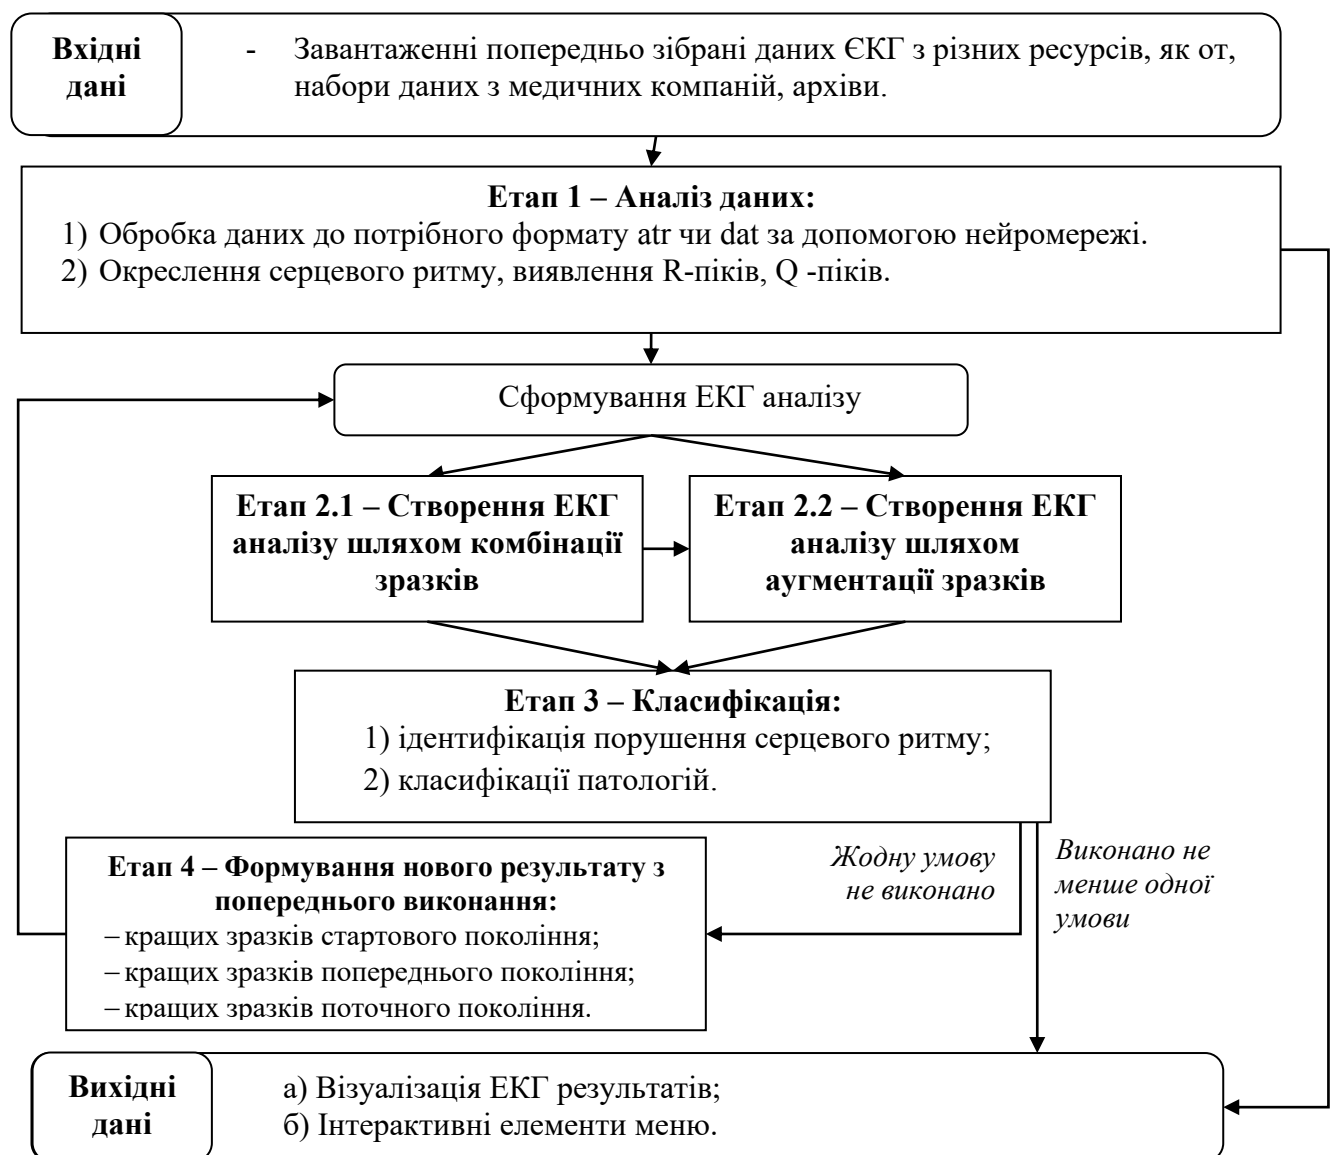 Вхідні
дані
- Завантаженні попередньо зібрані даних ЄКГ з різних ресурсів, як от,
набори даних з медичних компаній, архіви.
Етап 1 – Аналіз даних:
1) Обробка даних до потрібного формату atr чи dat за допомогою нейромережі.
2) Окреслення серцевого ритму, виявлення R-піків, Q -піків.
Сформування ЕКГ аналізу
Етап 2.1 – Створення ЕКГ
аналізу шляхом комбінації
зразків
Етап 2.2 – Створення ЕКГ
аналізу шляхом
аугментації зразків
Етап 3 – Класифікація:
1) ідентифікація порушення серцевого ритму;
2) класифікації патологій.
Жодну умову
не виконано
Виконано не
менше одної
умови
Етап 4 – Формування нового результату з
попереднього виконання:
– кращих зразків стартового покоління;
– кращих зразків попереднього покоління;
– кращих зразків поточного покоління.
Вихідні
дані
а) Візуалізація ЕКГ результатів;
б) Інтерактивні елементи меню.